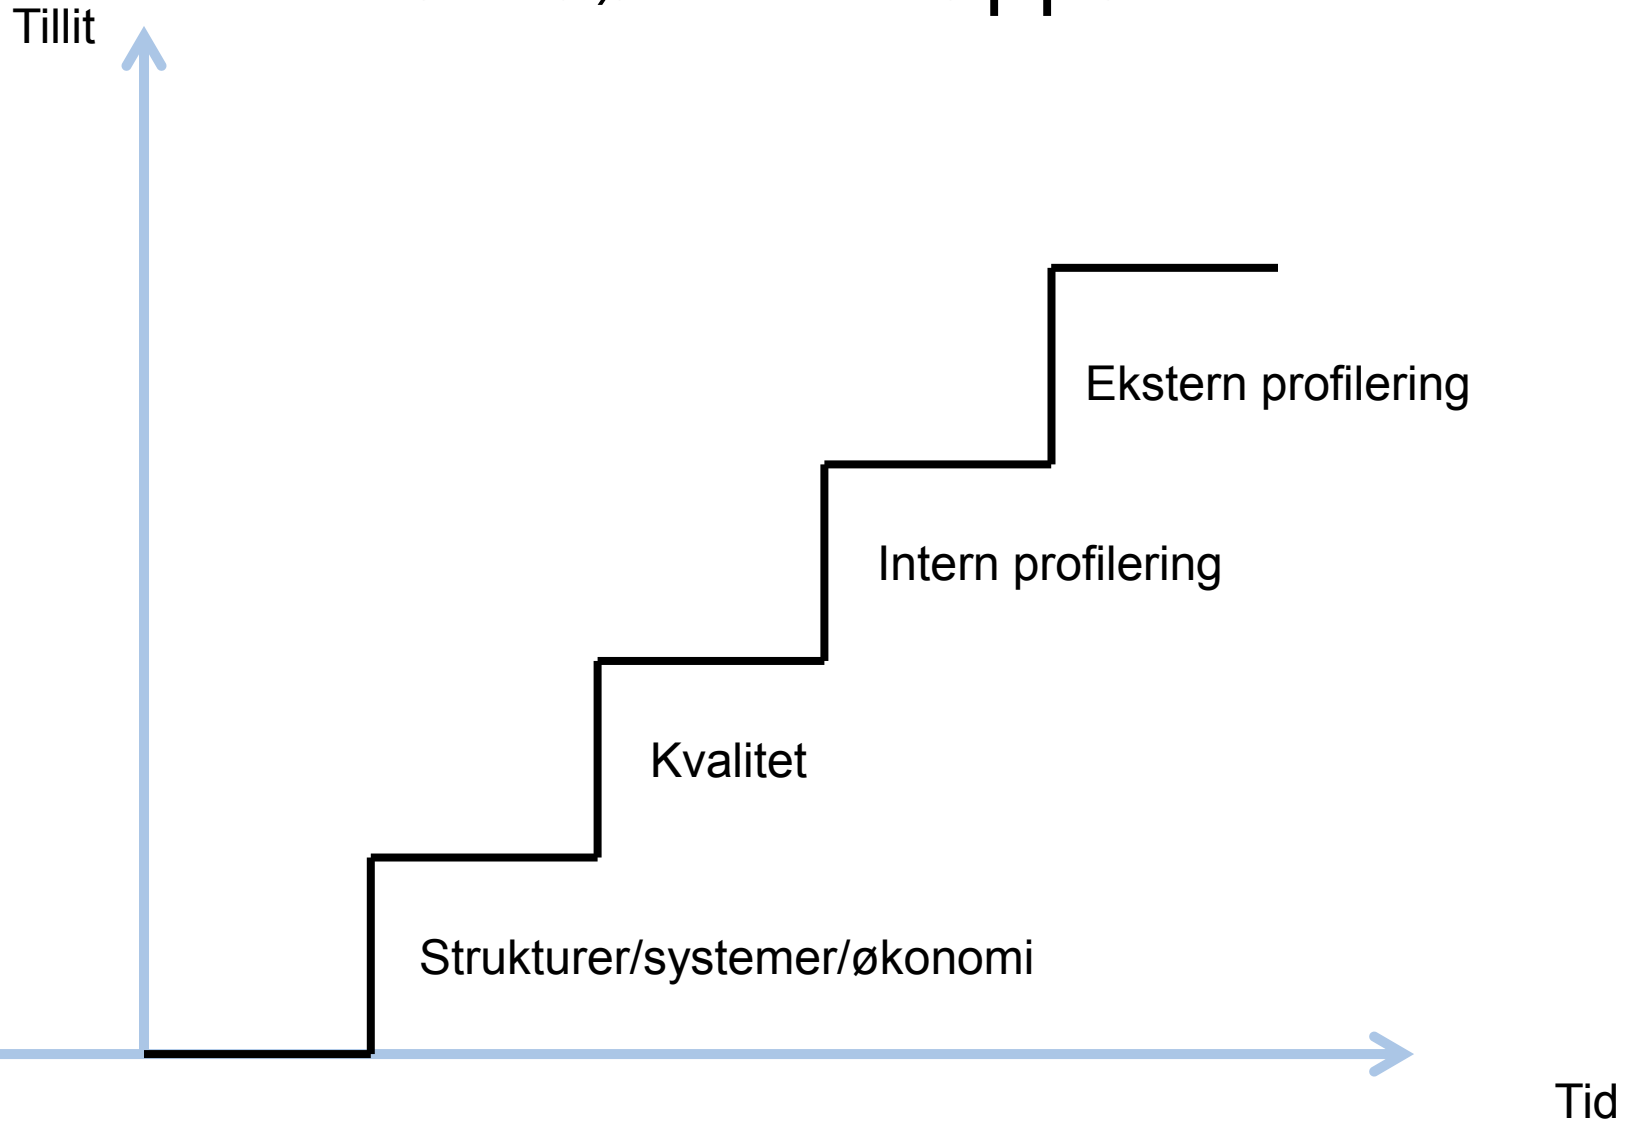 Tillit
Ekstern profilering
Intern profilering
Kvalitet
Strukturer/systemer/økonomi
Tid